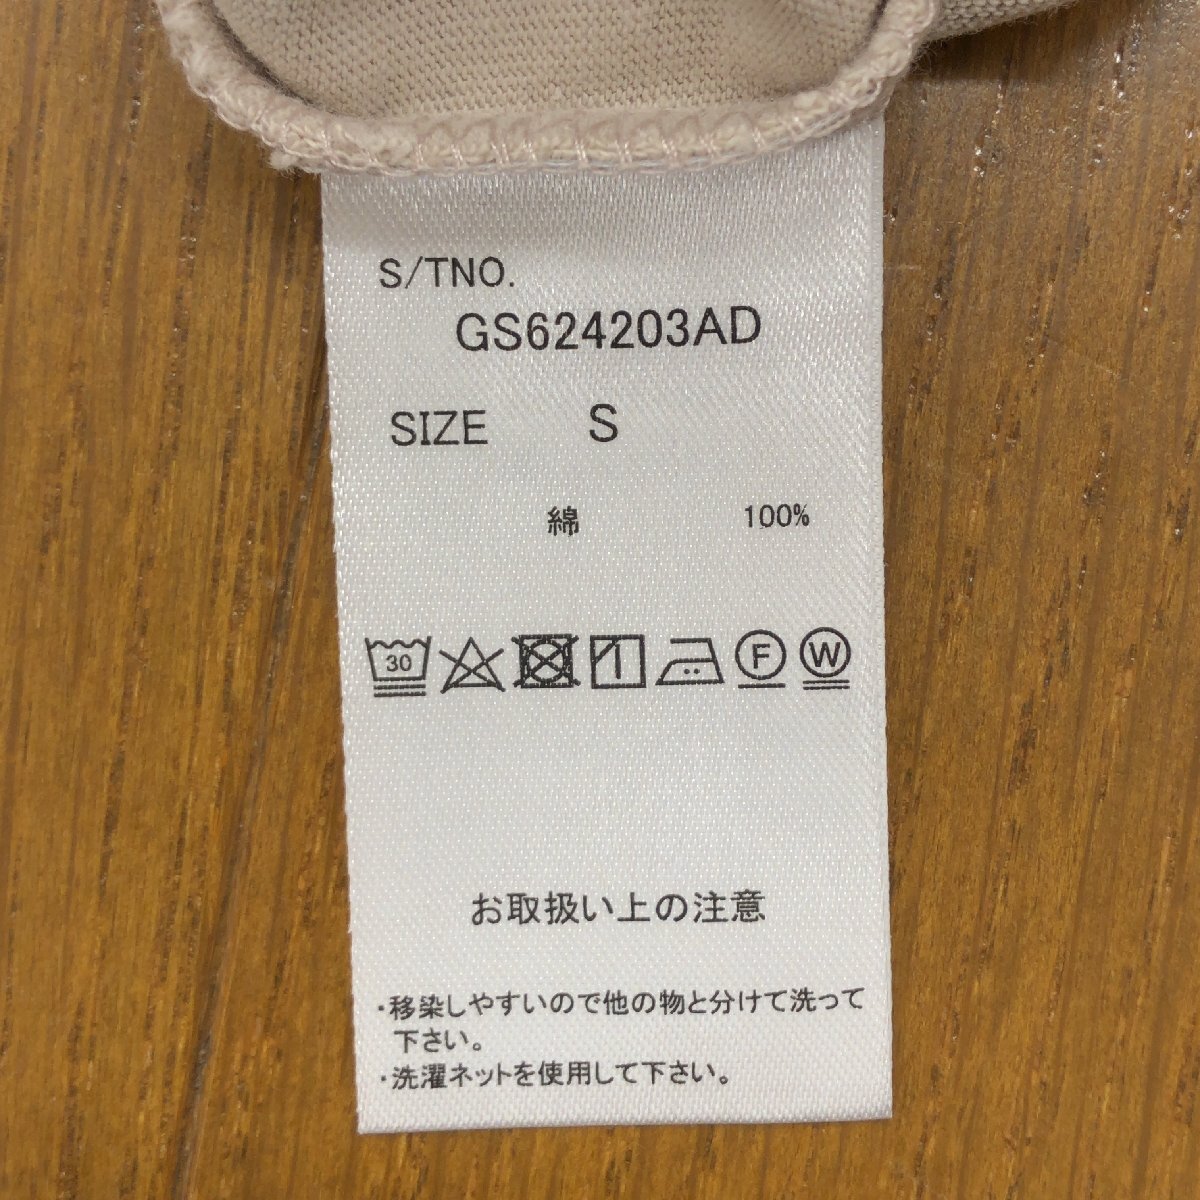 S/TNO.
GS624203AD
SIZE S
綿 100%
30 F W
お取扱い上の注意
・移染しやすいので他の物と分けて洗って
下さい。
・洗濯ネットを使用して下さい。